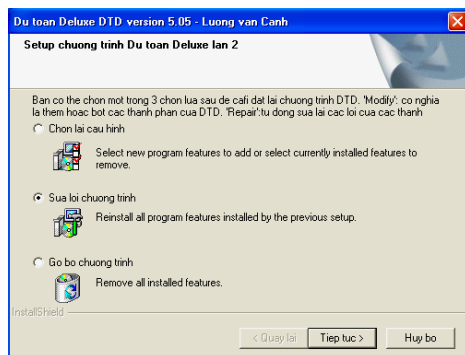 Du toan Deluxe DTD version 5.05 - Luong van Canh
Setup chuong trinh Du toan Deluxe lan 2
Ban co the chon mot trong 3 chon lua sau de cafi dat lai chuong trinh DTD. 'Modify': co nghia
la them hoac bot cac thanh phan cua DTD. 'Repair':tu dong sua lai cac loi cua cac thanh
Chon lai cau hinh
Select new program features to add or select currently installed features to
remove.
Sua loi chuong trinh
Reinstall all program features installed by the previous setup.
Go bo chuong trinh
Remove all installed features.
InstallShield
< Quay lai
Tiep tuc >
Huy bo